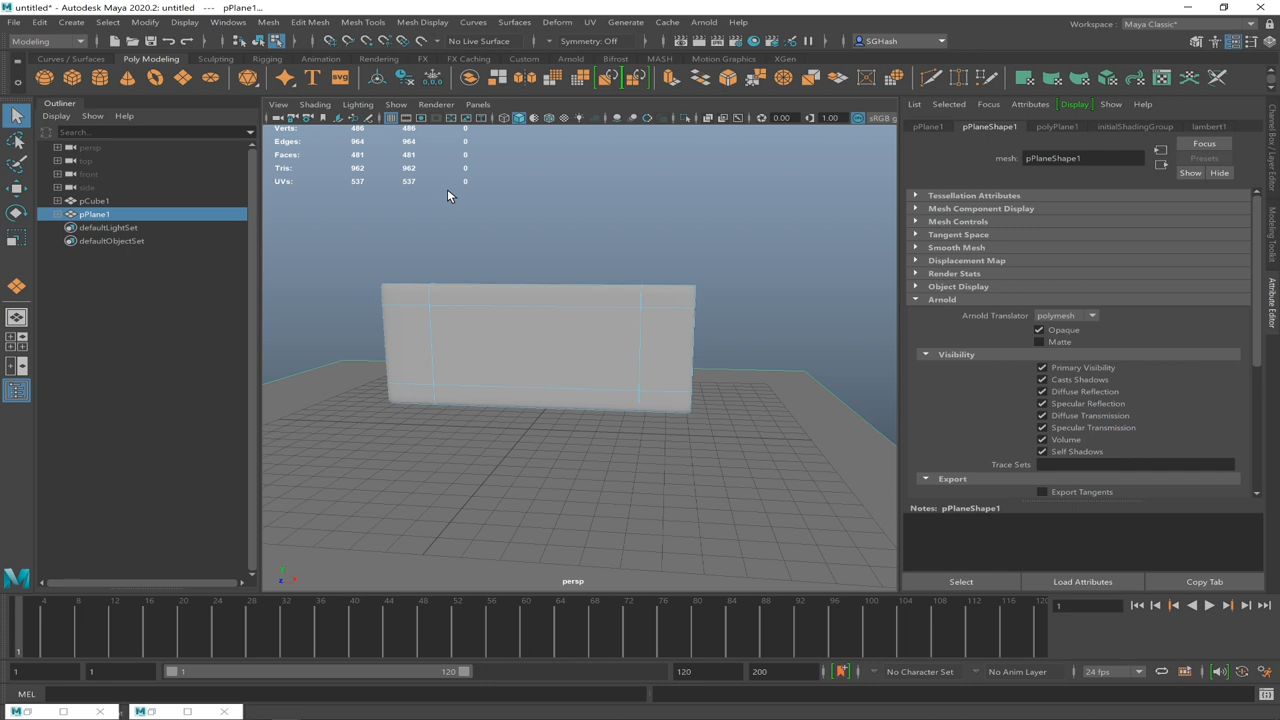 untitled* - Autodesk Maya 2020.2: untitled --- pPlane1...
File Edit Create Select Modify Display Windows Mesh Edit Mesh Mesh Tools Mesh Display Curves Surfaces Deform UV Generate Cache Arnold Help
Workspace : Maya Classic*
Modeling No Live Surface Symmetry: Off SGHash
Curves / Surfaces Poly Modeling Sculpting Rigging Animation Rendering FX FX Caching Custom Arnold Bifrost MASH Motion Graphics XGen
Outliner
Display Show Help
Search...
persp
top
front
side
pCube1
pPlane1
defaultLightSet
defaultObjectSet
View Shading Lighting Show Renderer Panels
0.00 1.00 sRGB g
Verts: 486 486 0
Edges: 964 964 0
Faces: 481 481 0
Tris: 962 962 0
UVs: 537 537 0
persp
List Selected Focus Attributes Display Show Help
pPlane1 pPlaneShape1 polyPlane1 initialShadingGroup lambert1
mesh: pPlaneShape1
Focus
Presets
Show Hide
Tessellation Attributes
Mesh Component Display
Mesh Controls
Tangent Space
Smooth Mesh
Displacement Map
Render Stats
Object Display
Arnold
Arnold Translator polymesh
Opaque
Matte
Visibility
Primary Visibility
Casts Shadows
Diffuse Reflection
Specular Reflection
Diffuse Transmission
Specular Transmission
Volume
Self Shadows
Trace Sets
Export
Export Tangents
Notes: pPlaneShape1
Select Load Attributes Copy Tab
Channel Box / Layer Editor
Modeling Toolkit
Attribute Editor
4 8 12 16 20 24 28 32 36 40 44 48 52 56 60 64 68 72 76 80 84 88 92 96 100 104 108 112 116 120
1
1
1 1 1 120 120 200 No Character Set No Anim Layer 24 fps
MEL